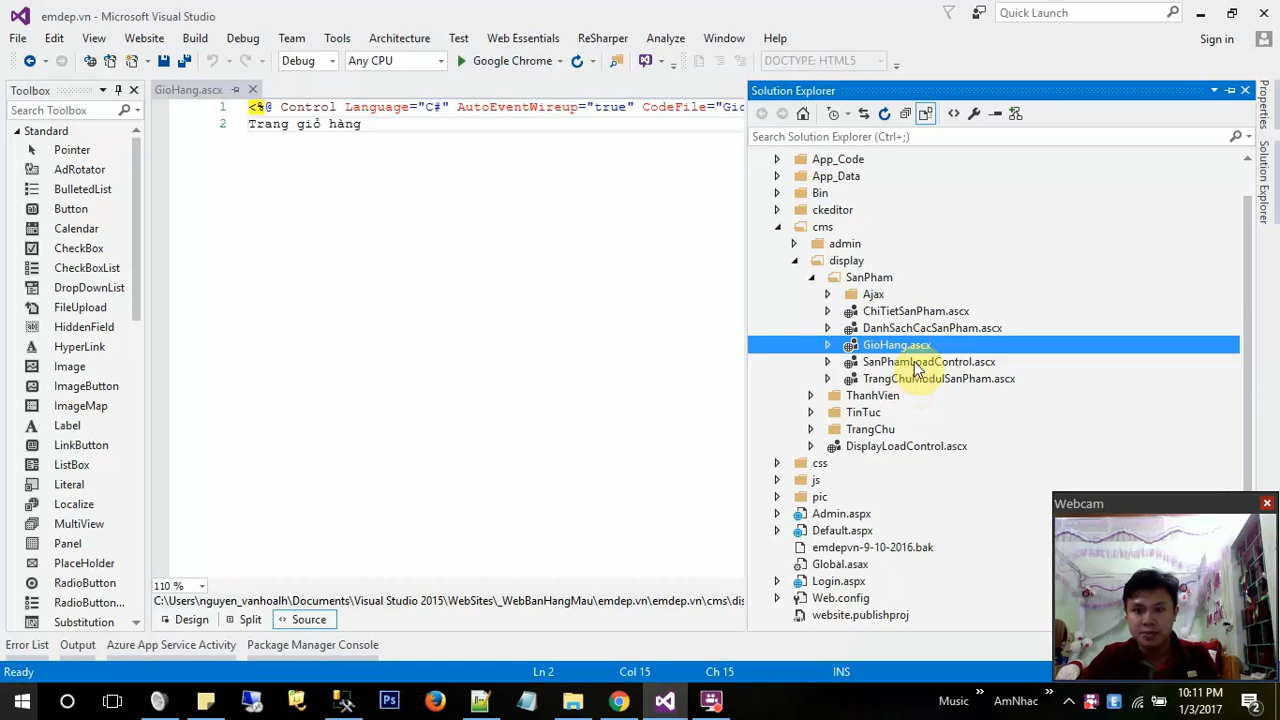 emdep.vn - Microsoft Visual Studio
Quick Launch
File Edit View Website Build Debug Team Tools Architecture Test Web Essentials ReSharper Analyze Window Help
Sign in
Debug Any CPU Google Chrome DOCTYPE: HTML5
Toolbox
Search Toolbox
Standard
Pointer
AdRotator
BulletedList
Button
Calendar
CheckBox
CheckBoxList
DropDownList
FileUpload
HiddenField
HyperLink
Image
ImageButton
ImageMap
Label
LinkButton
ListBox
Literal
Localize
MultiView
Panel
PlaceHolder
RadioButton
RadioButton...
Substitution
GioHang.ascx
1 <%@ Control Language="C#" AutoEventWireup="true" CodeFile="Gio
2 Trang giỏ hàng
110 %
C:\Users\nguyen_vanhoalh\Documents\Visual Studio 2015\WebSites\_WebBanHangMau\emdep.vn\emdep.vn\cms\dis
Design Split Source
Solution Explorer
Search Solution Explorer (Ctrl+;)
App_Code
App_Data
Bin
ckeditor
cms
admin
display
SanPham
Ajax
ChiTietSanPham.ascx
DanhSachCacSanPham.ascx
GioHang.ascx
SanPhamLoadControl.ascx
TrangChuModulSanPham.ascx
ThanhVien
TinTuc
TrangChu
DisplayLoadControl.ascx
css
js
pic
Admin.aspx
Default.aspx
emdepvn-9-10-2016.bak
Global.asax
Login.aspx
Web.config
website.publishproj
Properties
Solution Explorer
Webcam
Error List Output Azure App Service Activity Package Manager Console
Ready Ln 2 Col 15 Ch 15 INS
Ps
Music AmNhac
10:11 PM
1/3/2017
2